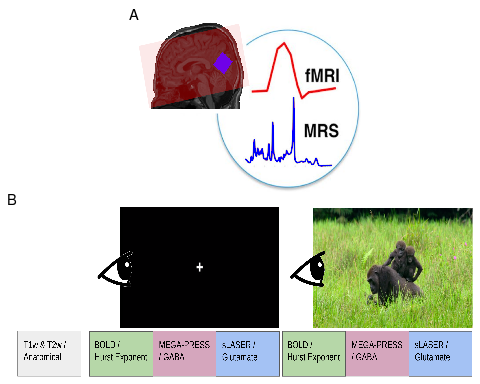 A
fMRI
MRS
B
T1w & T2w /
Anatomical
BOLD /
Hurst Exponent
MEGA-PRESS
/ GABA
sLASER /
Glutamate
BOLD /
Hurst Exponent
MEGA-PRESS
/ GABA
sLASER /
Glutamate